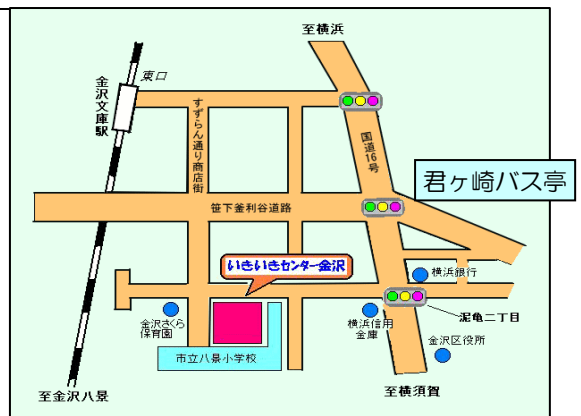 至横浜
東口
金沢文庫駅
すずらん通り商店街
国道16号
君ヶ崎バス亭
笹下釜利谷道路
いきいきセンター金沢
横浜銀行
金沢さくら
保育園
横浜信用
金庫
泥亀二丁目
市立八景小学校
金沢区役所
至金沢八景
至横須賀